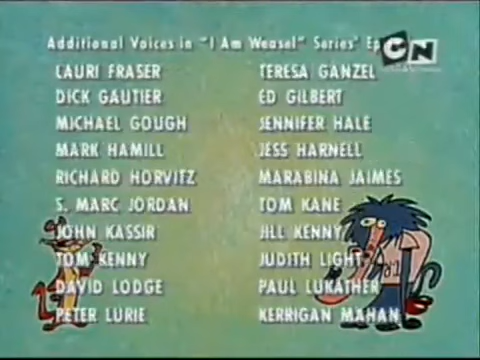 Additional Voices in "I Am Weasel" Series' Ep
CN
LAURI FRASER
DICK GAUTIER
MICHAEL GOUGH
MARK HAMILL
RICHARD HORVITZ
S. MARC JORDAN
JOHN KASSIR
TOM KENNY
DAVID LODGE
PETER LURIE
TERESA GANZEL
ED GILBERT
JENNIFER HALE
JESS HARNELL
MARABINA JAIMES
TOM KANE
JILL KENNY
JUDITH LIGHT
PAUL LUKATHER
KERRIGAN MAHAN